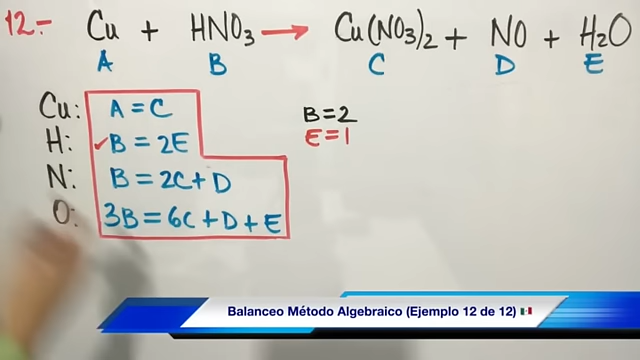 12.- Cu + HNO₃ → Cu(NO₃)₂ + NO + H₂O
A B C D E
Cu: A = C
H: ✓B = 2E
N: B = 2C + D
O: 3B = 6C + D + E
B = 2
E = 1
Balanceo Método Algebraico (Ejemplo 12 de 12) 🇲🇽